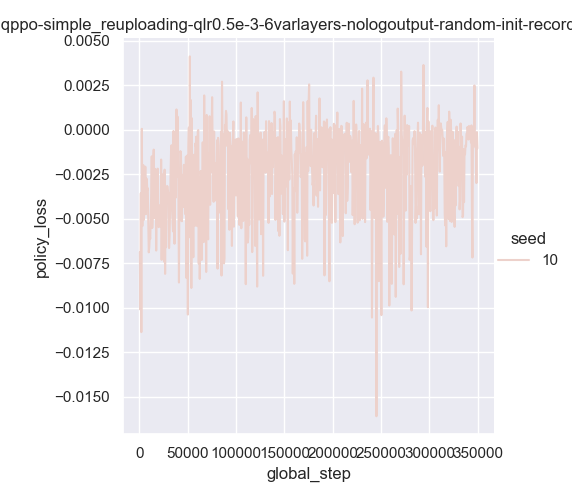 qppo-simple_reuploading-qlr0.5e-3-6varlayers-nologoutput-random-init-record
0.0050
0.0025
0.0000
−0.0025
−0.0050
−0.0075
−0.0100
−0.0125
−0.0150
policy_loss
seed
10
0 50000 100000 150000 200000 250000 300000 350000
global_step